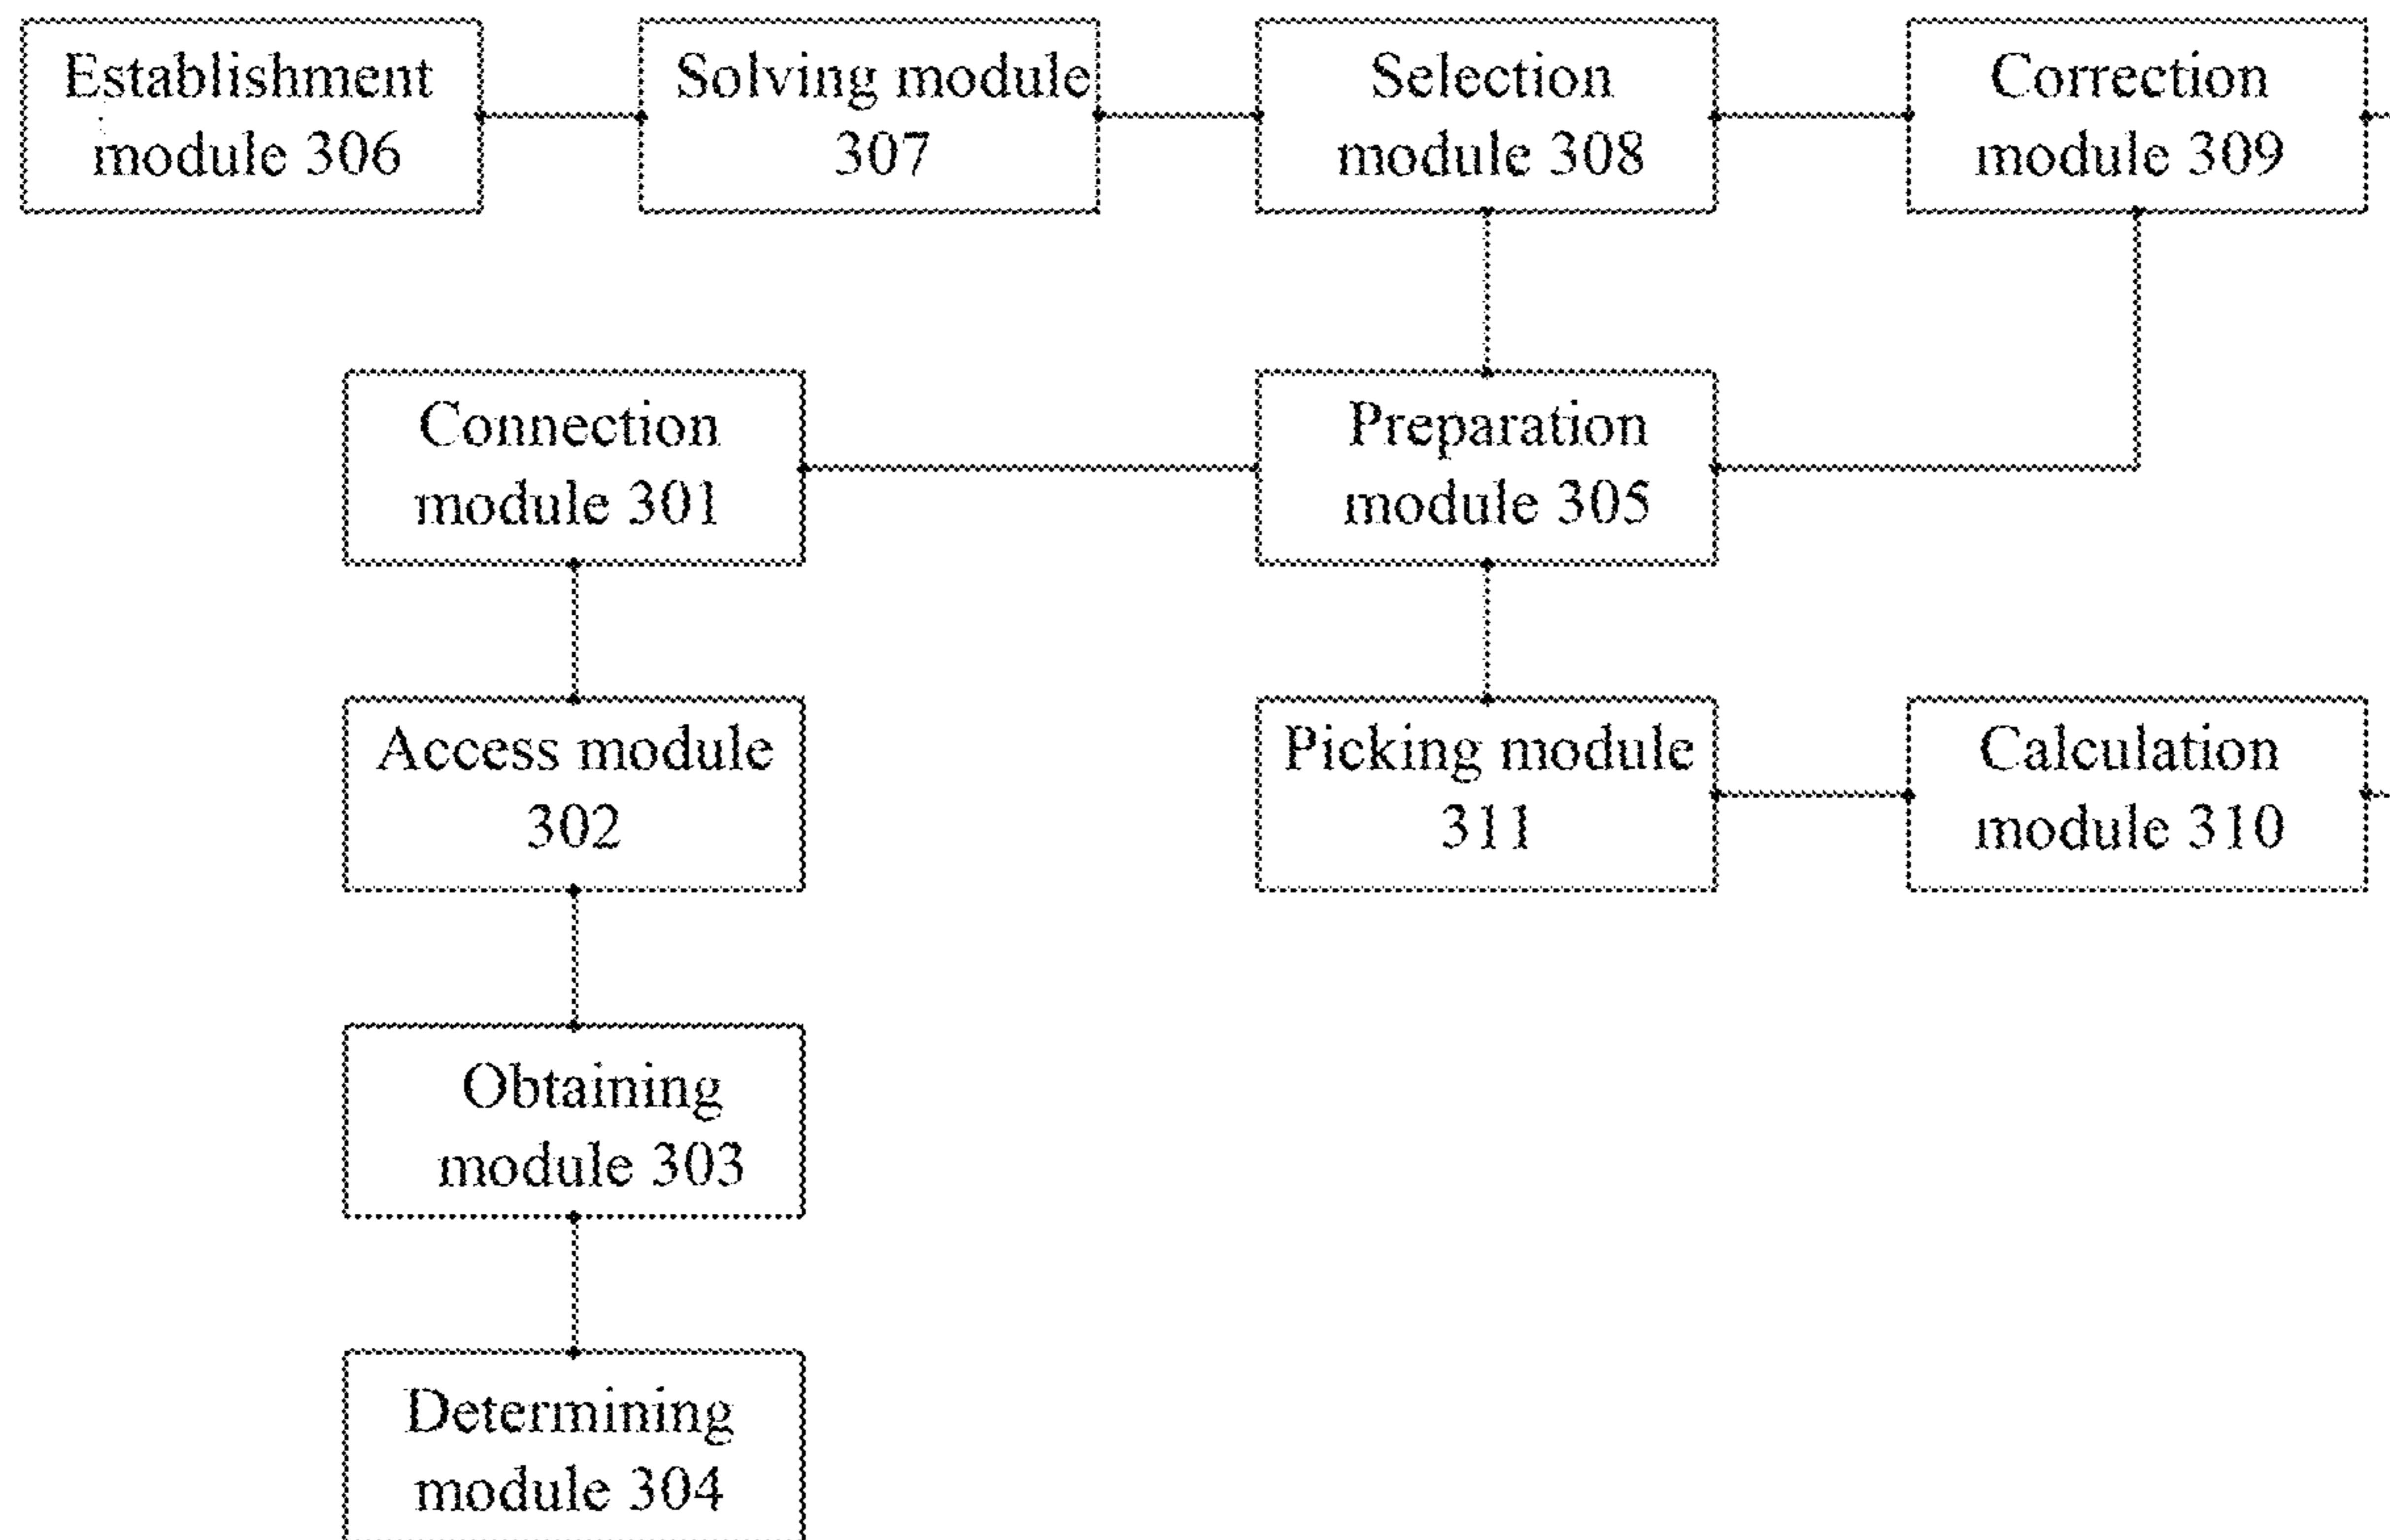 Establishment
module 306
Solving module
307
Selection
module 308
Correction
module 309
Connection
module 301
Preparation
module 305
Access module
302
Picking module
311
Calculation
module 310
Obtaining
module 303
Determining
module 304